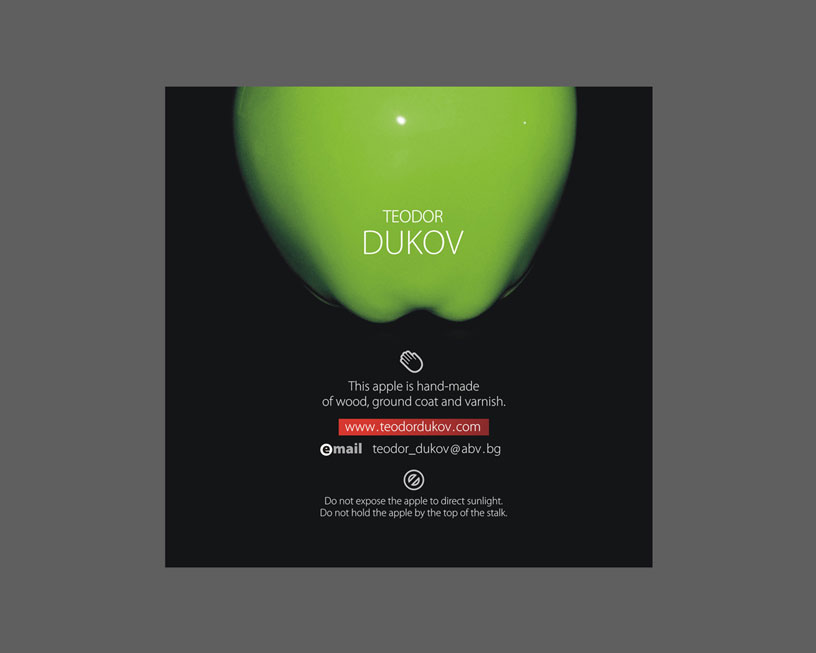 TEODOR
DUKOV
This apple is hand-made
of wood, ground coat and varnish.
www.teodordukov.com
email teodor_dukov@abv.bg
Do not expose the apple to direct sunlight.
Do not hold the apple by the top of the stalk.